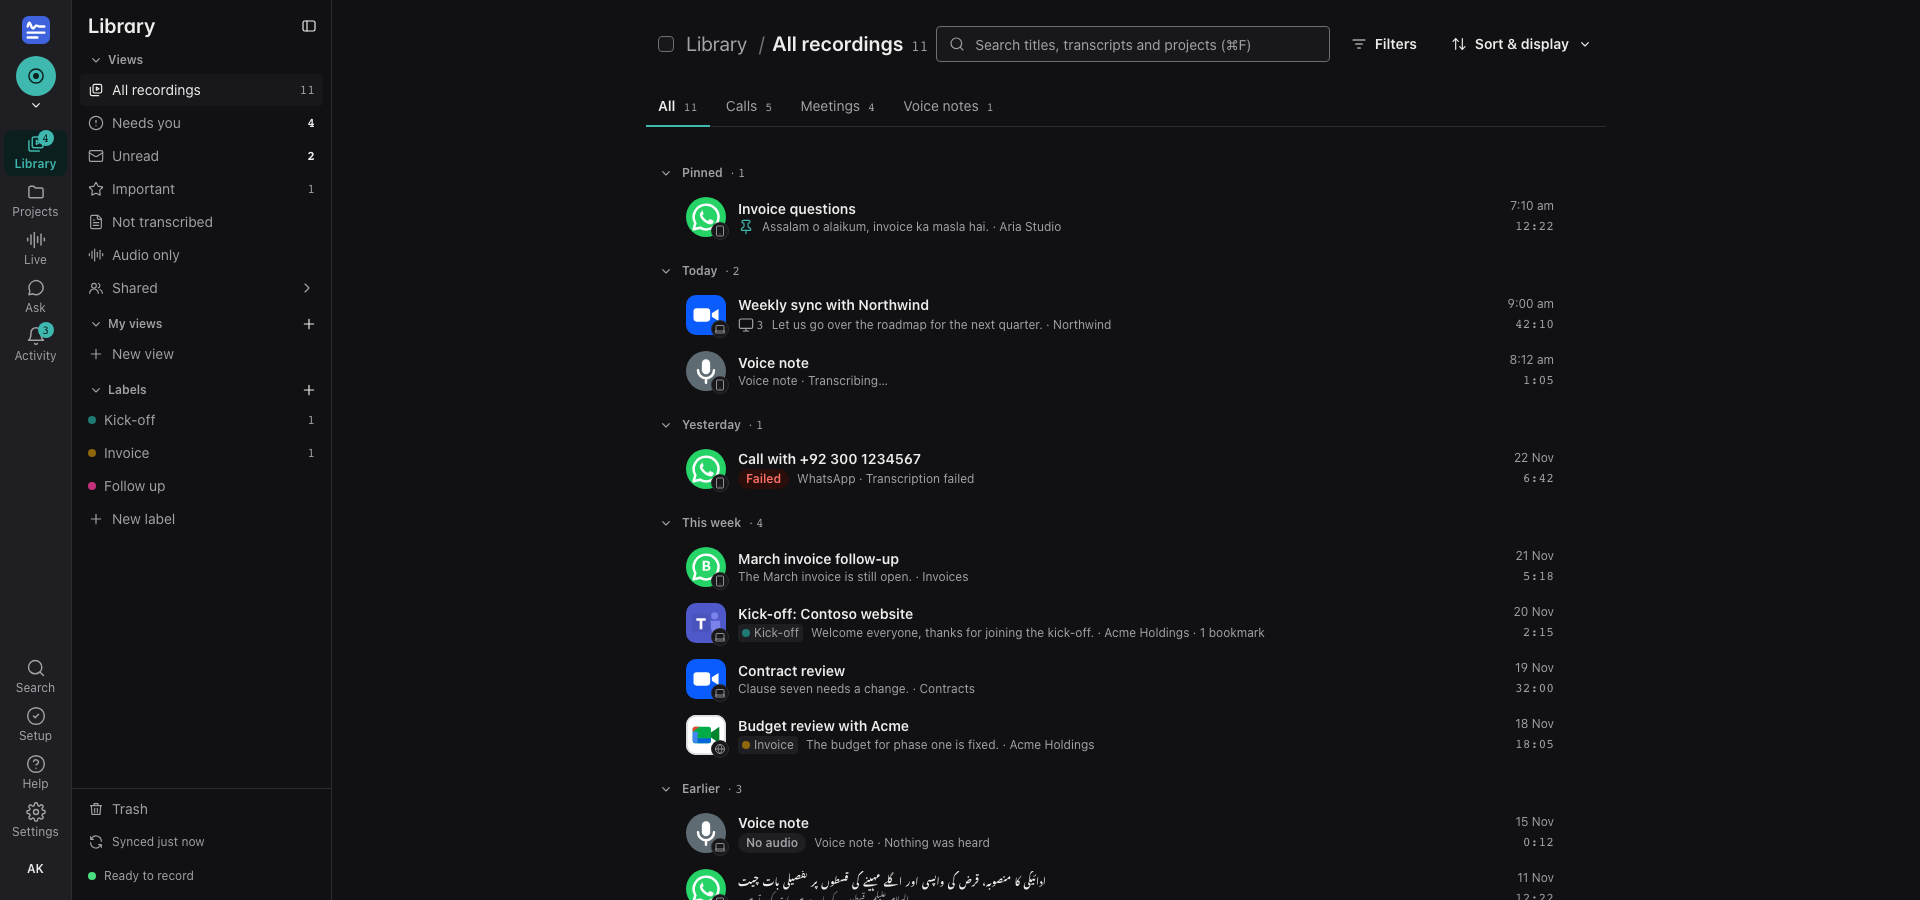 Library
Views
All recordings 11
Needs you 4
Unread 2
Important 1
Not transcribed
Audio only
Shared
My views
New view
Labels
Kick-off 1
Invoice 1
Follow up
New label
Trash
Synced just now
Ready to record
4
Library
Projects
Live
Ask
3
Activity
Search
Setup
Help
Settings
AK
Library / All recordings 11
Search titles, transcripts and projects (⌘F)
Filters
Sort & display
All 11
Calls 5
Meetings 4
Voice notes 1
Pinned · 1
Invoice questions 7:10 am
Assalam o alaikum, invoice ka masla hai. · Aria Studio 12:22
Today · 2
Weekly sync with Northwind 9:00 am
3 Let us go over the roadmap for the next quarter. · Northwind 42:10
Voice note 8:12 am
Voice note · Transcribing… 1:05
Yesterday · 1
Call with +92 300 1234567 22 Nov
Failed WhatsApp · Transcription failed 6:42
This week · 4
B
March invoice follow-up 21 Nov
The March invoice is still open. · Invoices 5:18
T
Kick-off: Contoso website 20 Nov
Kick-off Welcome everyone, thanks for joining the kick-off. · Acme Holdings · 1 bookmark 2:15
Contract review 19 Nov
Clause seven needs a change. · Contracts 32:00
Budget review with Acme 18 Nov
Invoice The budget for phase one is fixed. · Acme Holdings 18:05
Earlier · 3
Voice note 15 Nov
No audio Voice note · Nothing was heard 0:12
ادائیگی کا منصوبہ، قرض کی واپسی اور اگلے مہینے کی قسطوں پر تفصیلی بات چیت 11 Nov
12:22